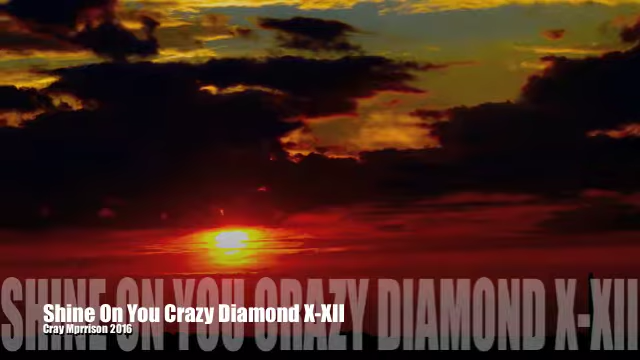 SHINE ON YOU CRAZY DIAMOND X-XII
Shine On You Crazy Diamond X-XII
Cray Mprrison 2016